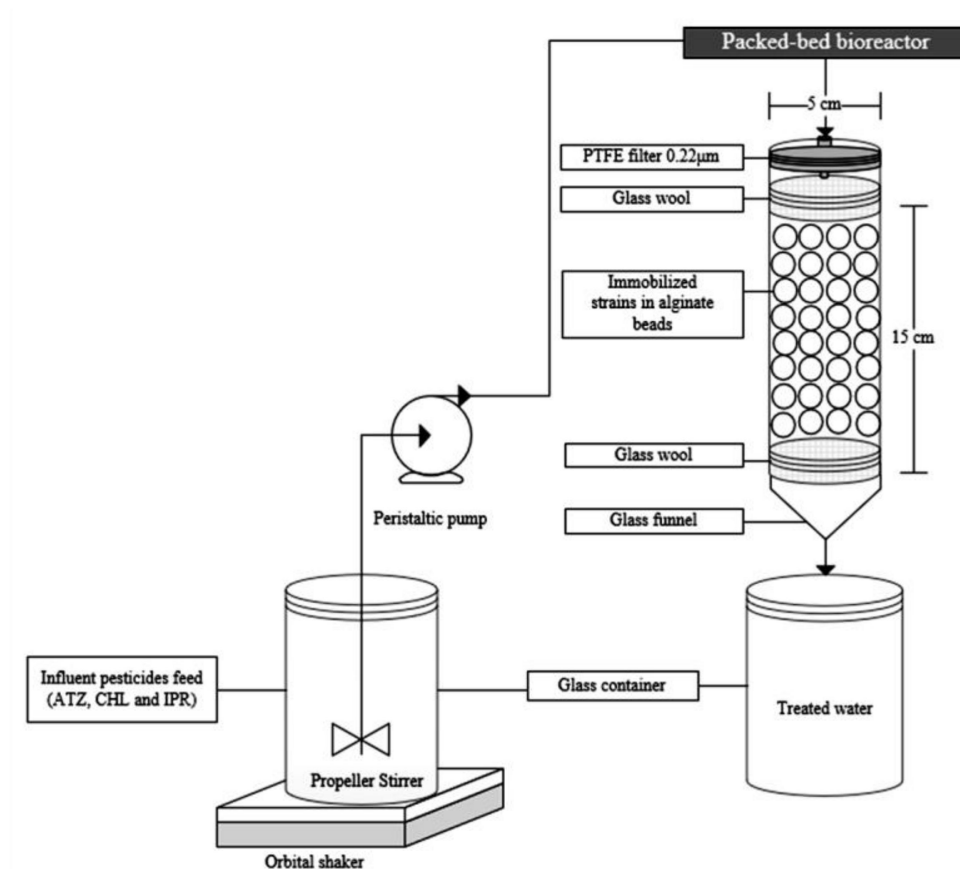 Packed-bed bioreactor
5 cm
PTFE filter 0.22μm
Glass wool
Immobilized
strains in alginate
beads
15 cm
Glass wool
Peristaltic pump
Glass funnel
Influent pesticides feed
(ATZ, CHL and IPR)
Glass container
Treated water
Propeller Stirrer
Orbital shaker